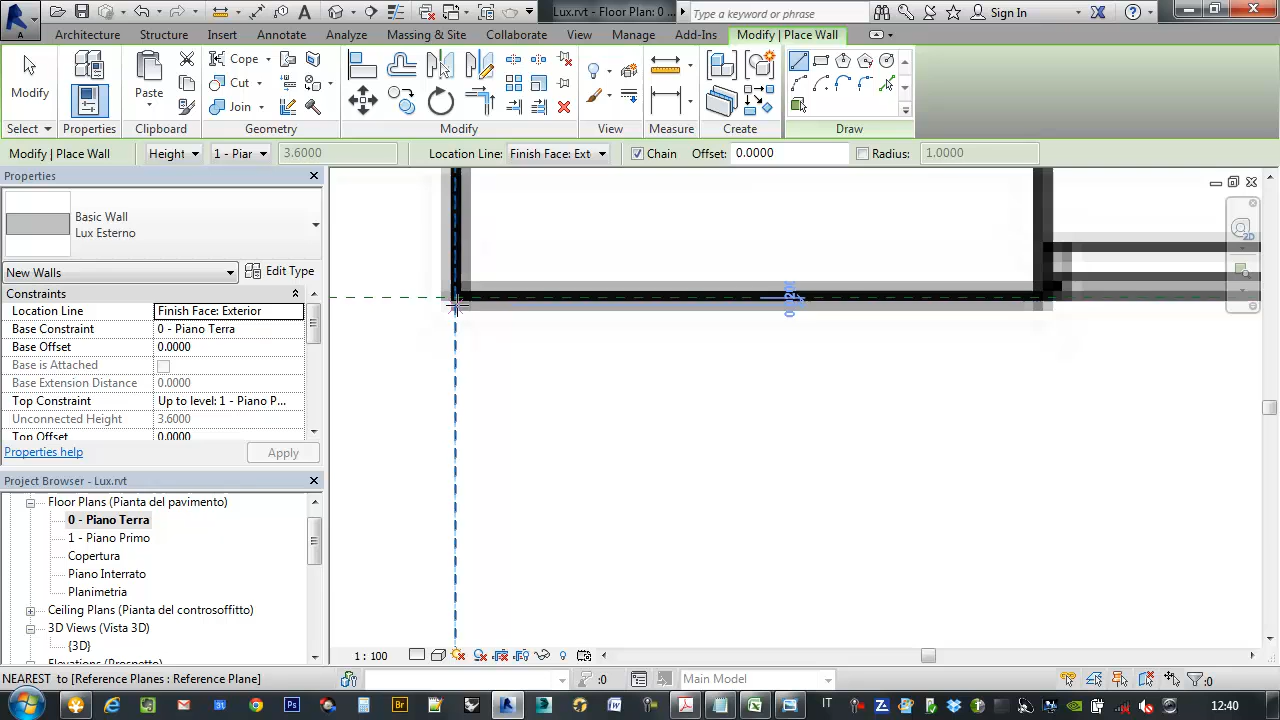 Lux.rvt - Floor Plan: 0 ...
Type a keyword or phrase
Sign In
Architecture
Structure
Insert
Annotate
Analyze
Massing & Site
Collaborate
View
Manage
Add-Ins
Modify | Place Wall
Modify
Paste
Cope
Cut
Join
Select
Properties
Clipboard
Geometry
Modify
View
Measure
Create
Draw
Modify | Place Wall
Height
1 - Piar
3.6000
Location Line:
Finish Face: Ext
Chain
Offset:
0.0000
Radius:
1.0000
Properties
Basic Wall
Lux Esterno
New Walls
Edit Type
Constraints
Location Line
Finish Face: Exterior
Base Constraint
0 - Piano Terra
Base Offset
0.0000
Base is Attached
Base Extension Distance
0.0000
Top Constraint
Up to level: 1 - Piano P...
Unconnected Height
3.6000
Top Offset
0.0000
Properties help
Apply
Project Browser - Lux.rvt
Floor Plans (Pianta del pavimento)
0 - Piano Terra
1 - Piano Primo
Copertura
Piano Interrato
Planimetria
Ceiling Plans (Pianta del controsoffitto)
3D Views (Vista 3D)
{3D}
Elevations (Prospetto)
2D
1 : 100
NEAREST to [Reference Planes : Reference Plane]
:0
Main Model
:0
IT
12:40